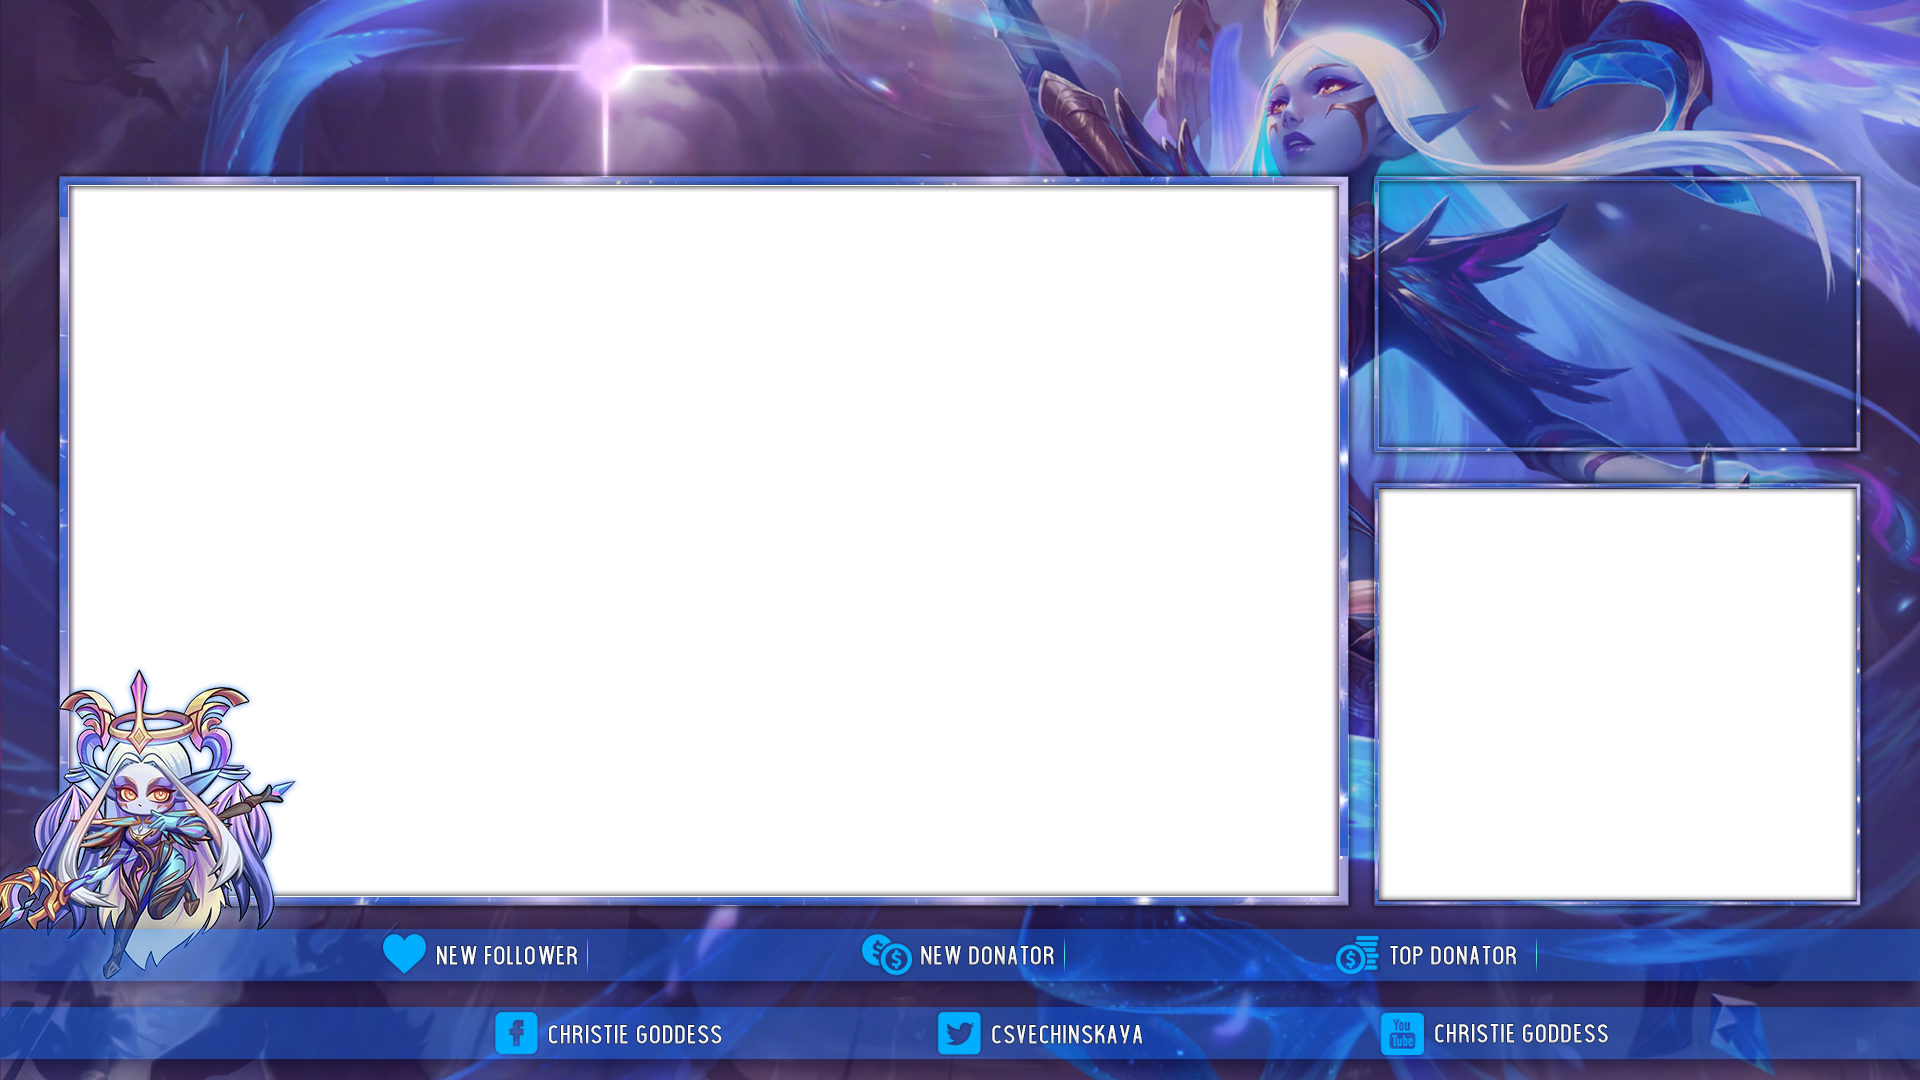 NEW FOLLOWER
NEW DONATOR
TOP DONATOR
CHRISTIE GODDESS
CSVECHINSKAYA
You Tube CHRISTIE GODDESS